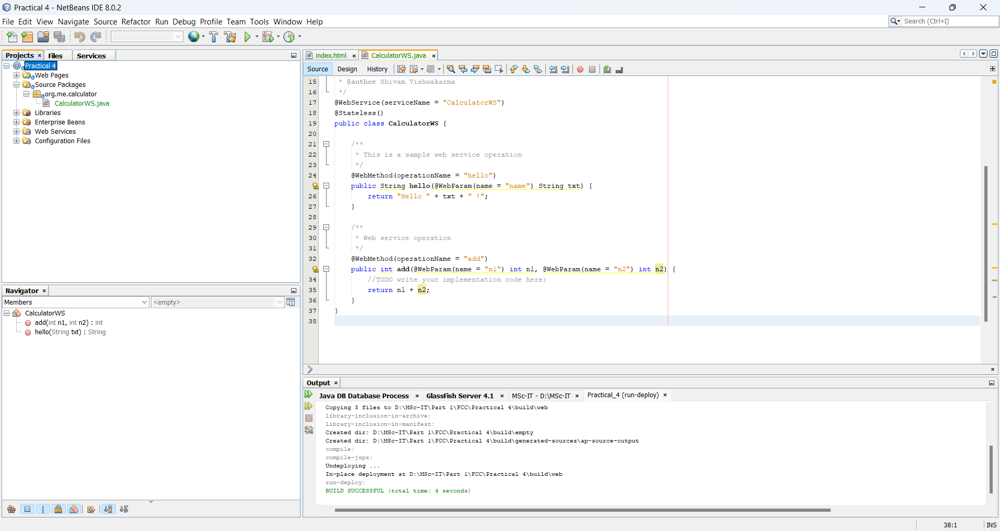 Practical 4 - NetBeans IDE 8.0.2
File Edit View Navigate Source Refactor Run Debug Profile Team Tools Window Help
Search (Ctrl+I)
Projects Files Services
Practical 4
Web Pages
Source Packages
org.me.calculator
CalculatorWS.java
Libraries
Enterprise Beans
Web Services
Configuration Files
Navigator
Members <empty>
CalculatorWS
add(int n1, int n2) : int
hello(String txt) : String
index.html CalculatorWS.java
Source Design History
15 * @author Shivam Vishwakarma
16 */
17 @WebService(serviceName = "CalculatorWS")
18 @Stateless()
19 public class CalculatorWS {
20
21 /**
22 * This is a sample web service operation
23 */
24 @WebMethod(operationName = "hello")
public String hello(@WebParam(name = "name") String txt) {
26 return "Hello " + txt + " !";
27 }
28
29 /**
30 * Web service operation
31 */
32 @WebMethod(operationName = "add")
public int add(@WebParam(name = "n1") int n1, @WebParam(name = "n2") int n2) {
34 //TODO write your implementation code here:
35 return n1 + n2;
36 }
37 }
38
Output
Java DB Database Process GlassFish Server 4.1 MSc-IT - D:\MSc-IT Practical_4 (run-deploy)
Copying 3 files to D:\MSc-IT\Part 1\FCC\Practical 4\build\web
library-inclusion-in-archive:
library-inclusion-in-manifest:
Created dir: D:\MSc-IT\Part 1\FCC\Practical 4\build\empty
Created dir: D:\MSc-IT\Part 1\FCC\Practical 4\build\generated-sources\ap-source-output
compile:
compile-jsps:
Undeploying ...
In-place deployment at D:\MSc-IT\Part 1\FCC\Practical 4\build\web
run-deploy:
BUILD SUCCESSFUL (total time: 4 seconds)
38:1 INS